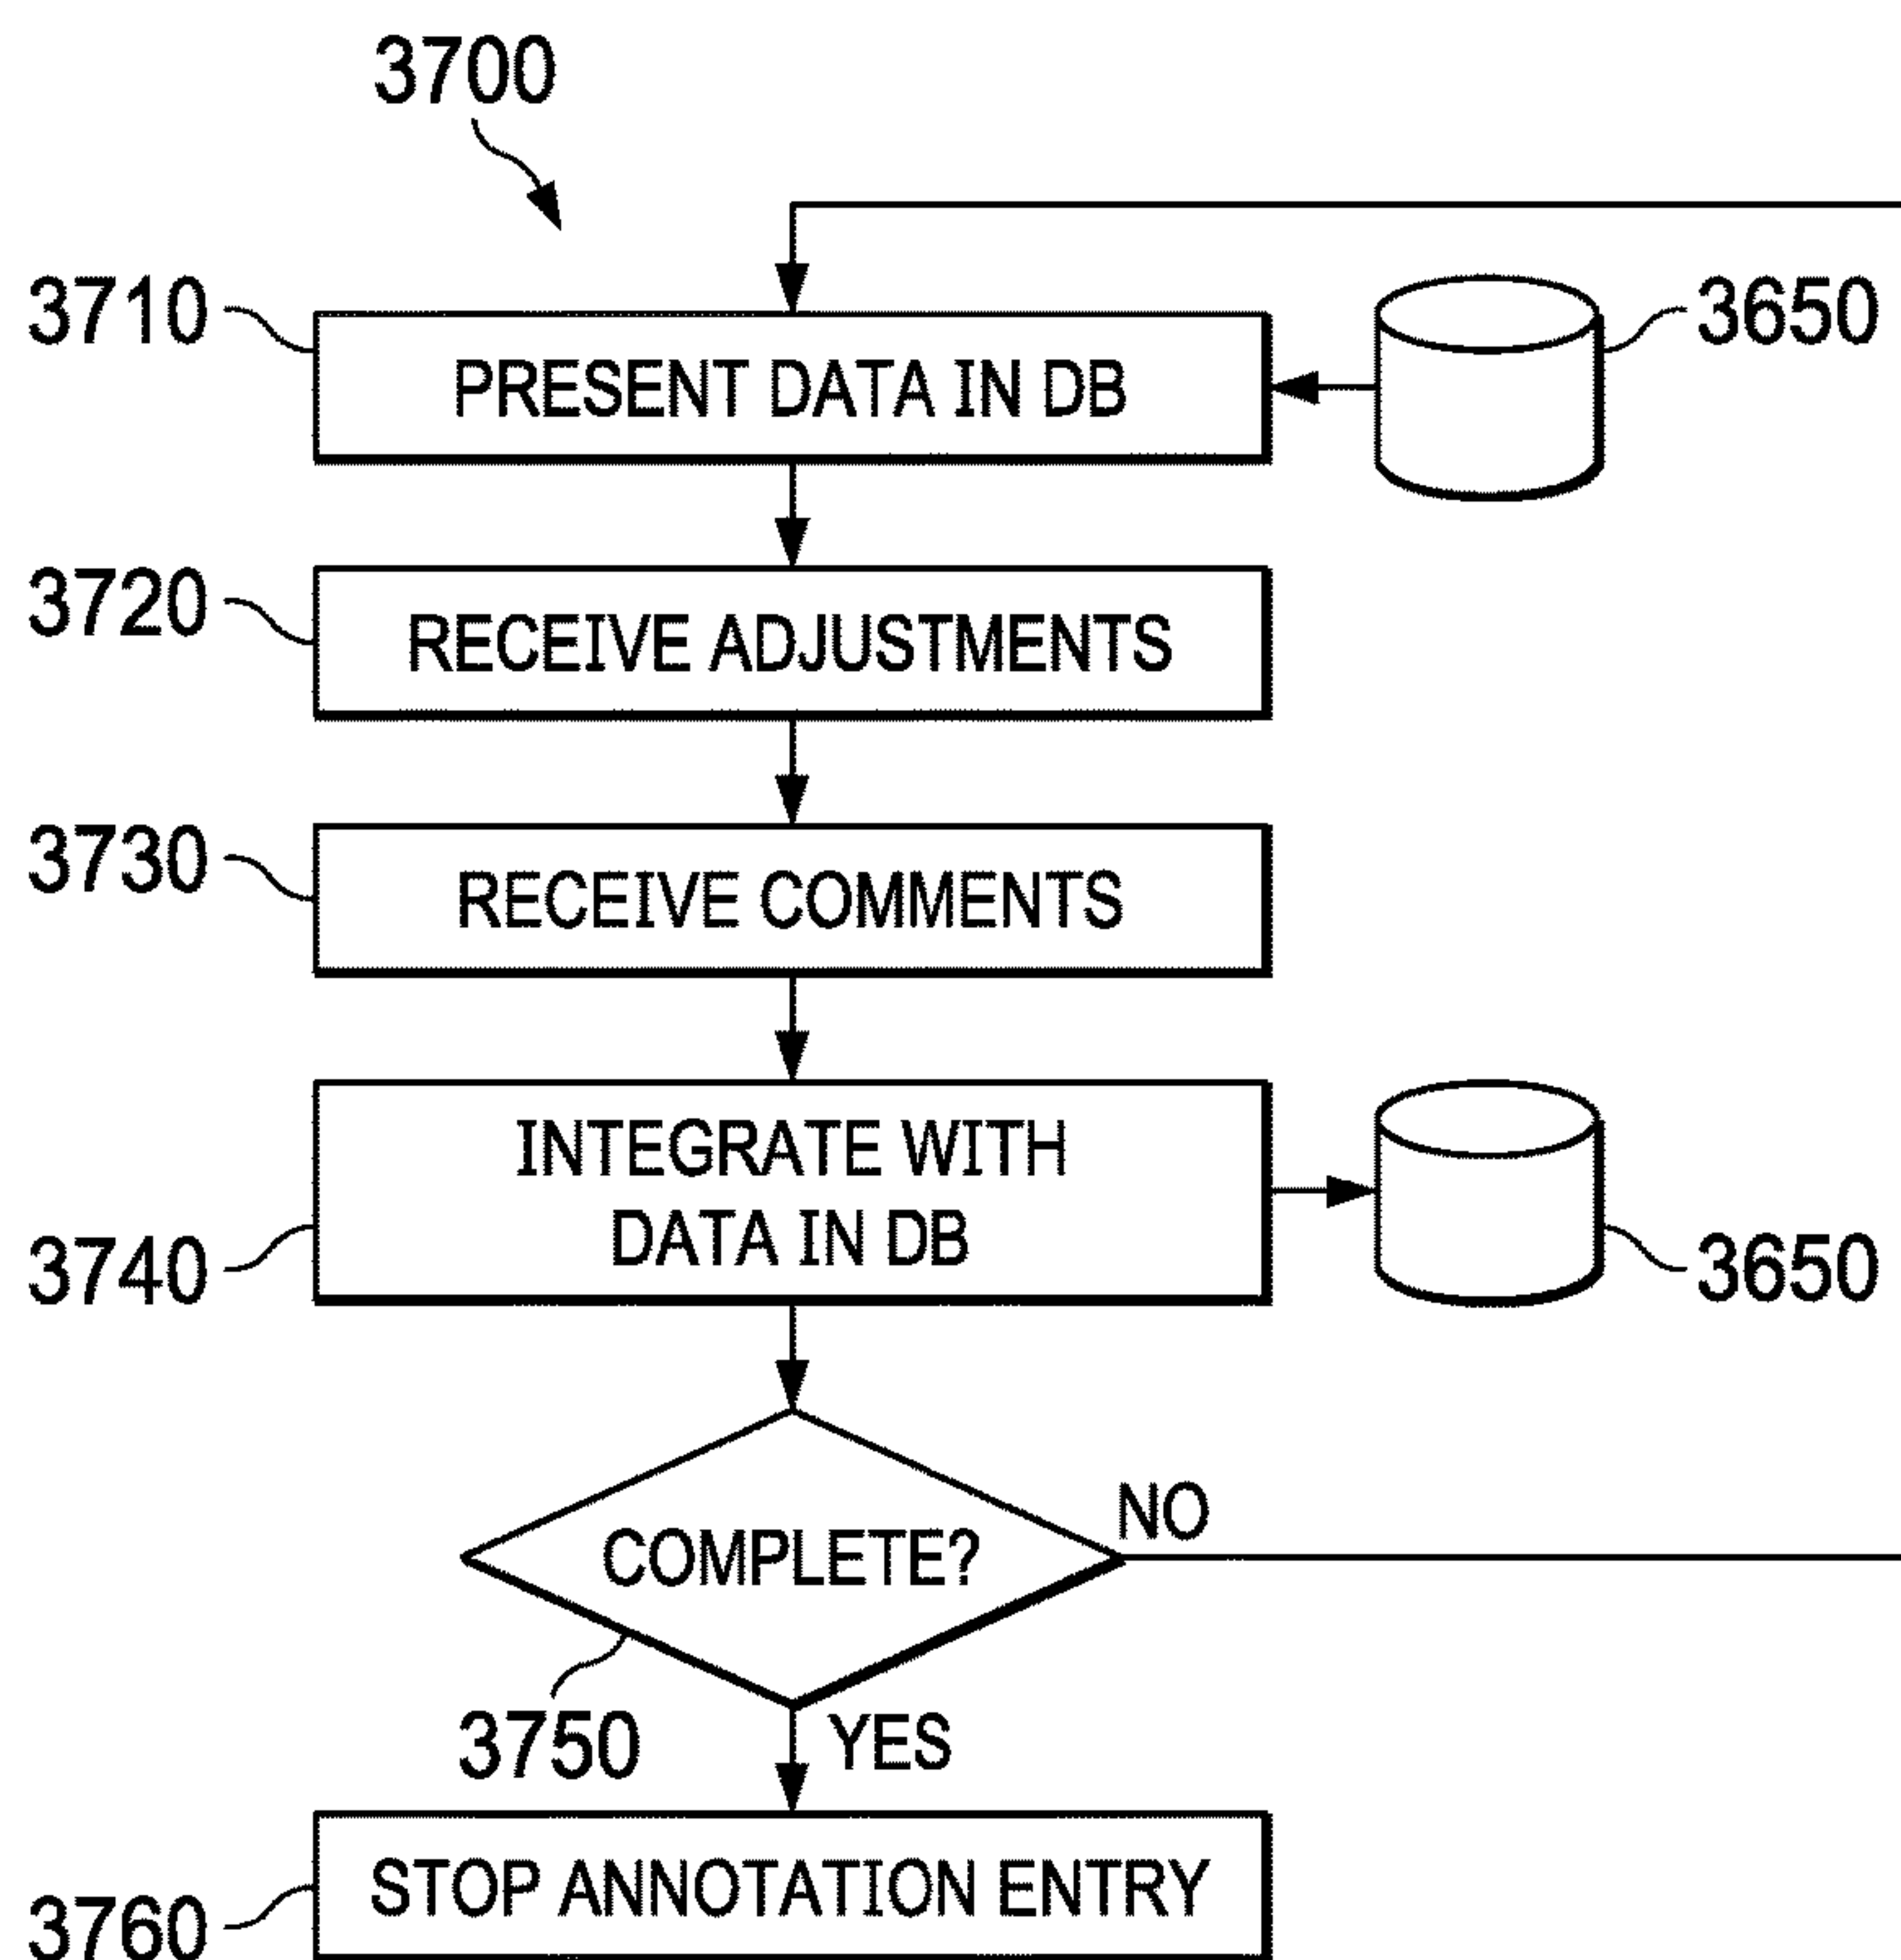 3700
3710
PRESENT DATA IN DB
3650
3720
RECEIVE ADJUSTMENTS
3730
RECEIVE COMMENTS
INTEGRATE WITH
DATA IN DB
3740
3650
NO
COMPLETE?
3750
YES
STOP ANNOTATION ENTRY
3760